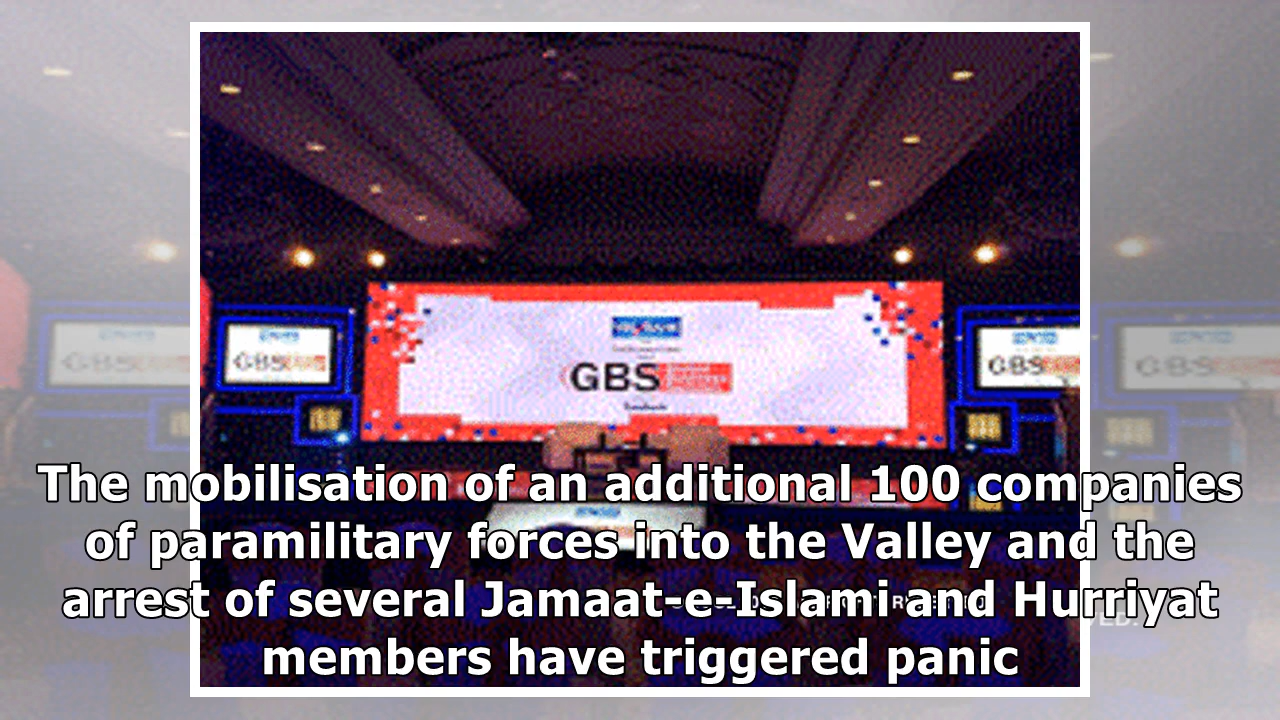 GBS
GBS
GBS
The mobilisation of an additional 100 companies
of paramilitary forces into the Valley and the
arrest of several Jamaat-e-Islami and Hurriyat
members have triggered panic